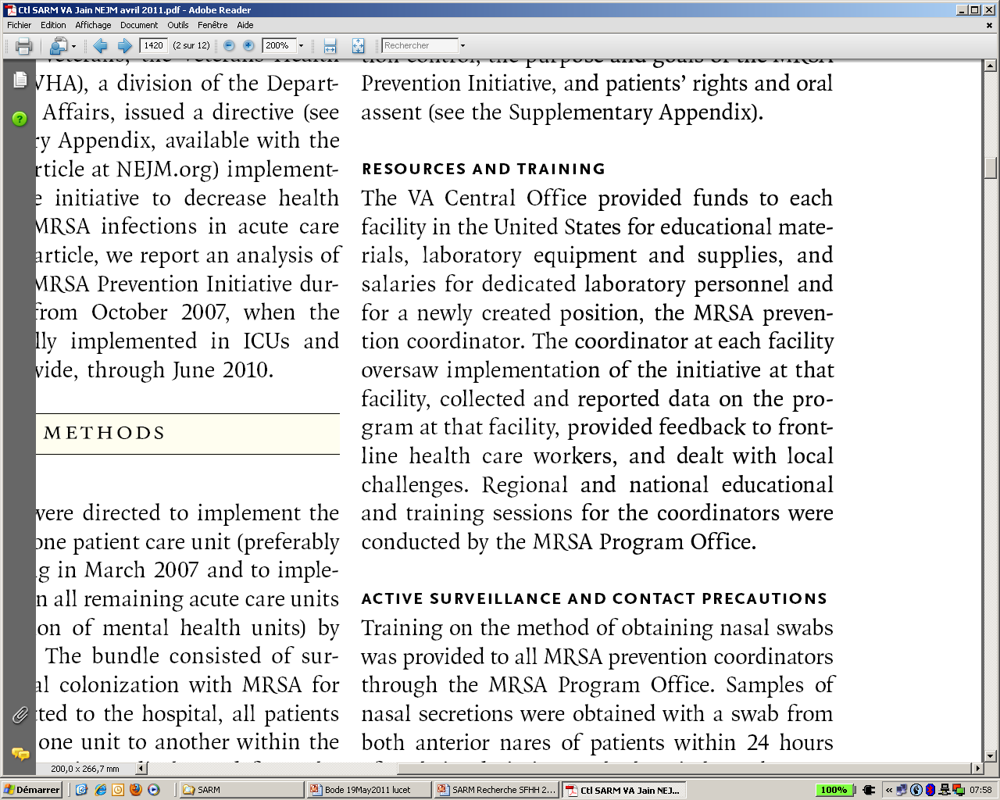 Ctl SARM VA Jain NEJM avril 2011.pdf - Adobe Reader
Fichier Edition Affichage Document Outils Fenêtre Aide
1420 (2 sur 12) 200% Rechercher
VHA), a division of the Depart-
Affairs, issued a directive (see
ry Appendix, available with the
rticle at NEJM.org) implement-
e initiative to decrease health
MRSA infections in acute care
article, we report an analysis of
MRSA Prevention Initiative dur-
from October 2007, when the
lly implemented in ICUs and
wide, through June 2010.
METHODS
were directed to implement the
one patient care unit (preferably
g in March 2007 and to imple-
n all remaining acute care units
on of mental health units) by
The bundle consisted of sur-
al colonization with MRSA for
tted to the hospital, all patients
one unit to another within the
tion control, the purpose and goals of the MRSA
Prevention Initiative, and patients’ rights and oral
assent (see the Supplementary Appendix).
RESOURCES AND TRAINING
The VA Central Office provided funds to each
facility in the United States for educational mate-
rials, laboratory equipment and supplies, and
salaries for dedicated laboratory personnel and
for a newly created position, the MRSA preven-
tion coordinator. The coordinator at each facility
oversaw implementation of the initiative at that
facility, collected and reported data on the pro-
gram at that facility, provided feedback to front-
line health care workers, and dealt with local
challenges. Regional and national educational
and training sessions for the coordinators were
conducted by the MRSA Program Office.
ACTIVE SURVEILLANCE AND CONTACT PRECAUTIONS
Training on the method of obtaining nasal swabs
was provided to all MRSA prevention coordinators
through the MRSA Program Office. Samples of
nasal secretions were obtained with a swab from
both anterior nares of patients within 24 hours
200,0 x 266,7 mm
Démarrer SARM Bode 19May2011 lucet SARM Recherche SFHH 2... Ctl SARM VA Jain NEJ... 100% « 07:58